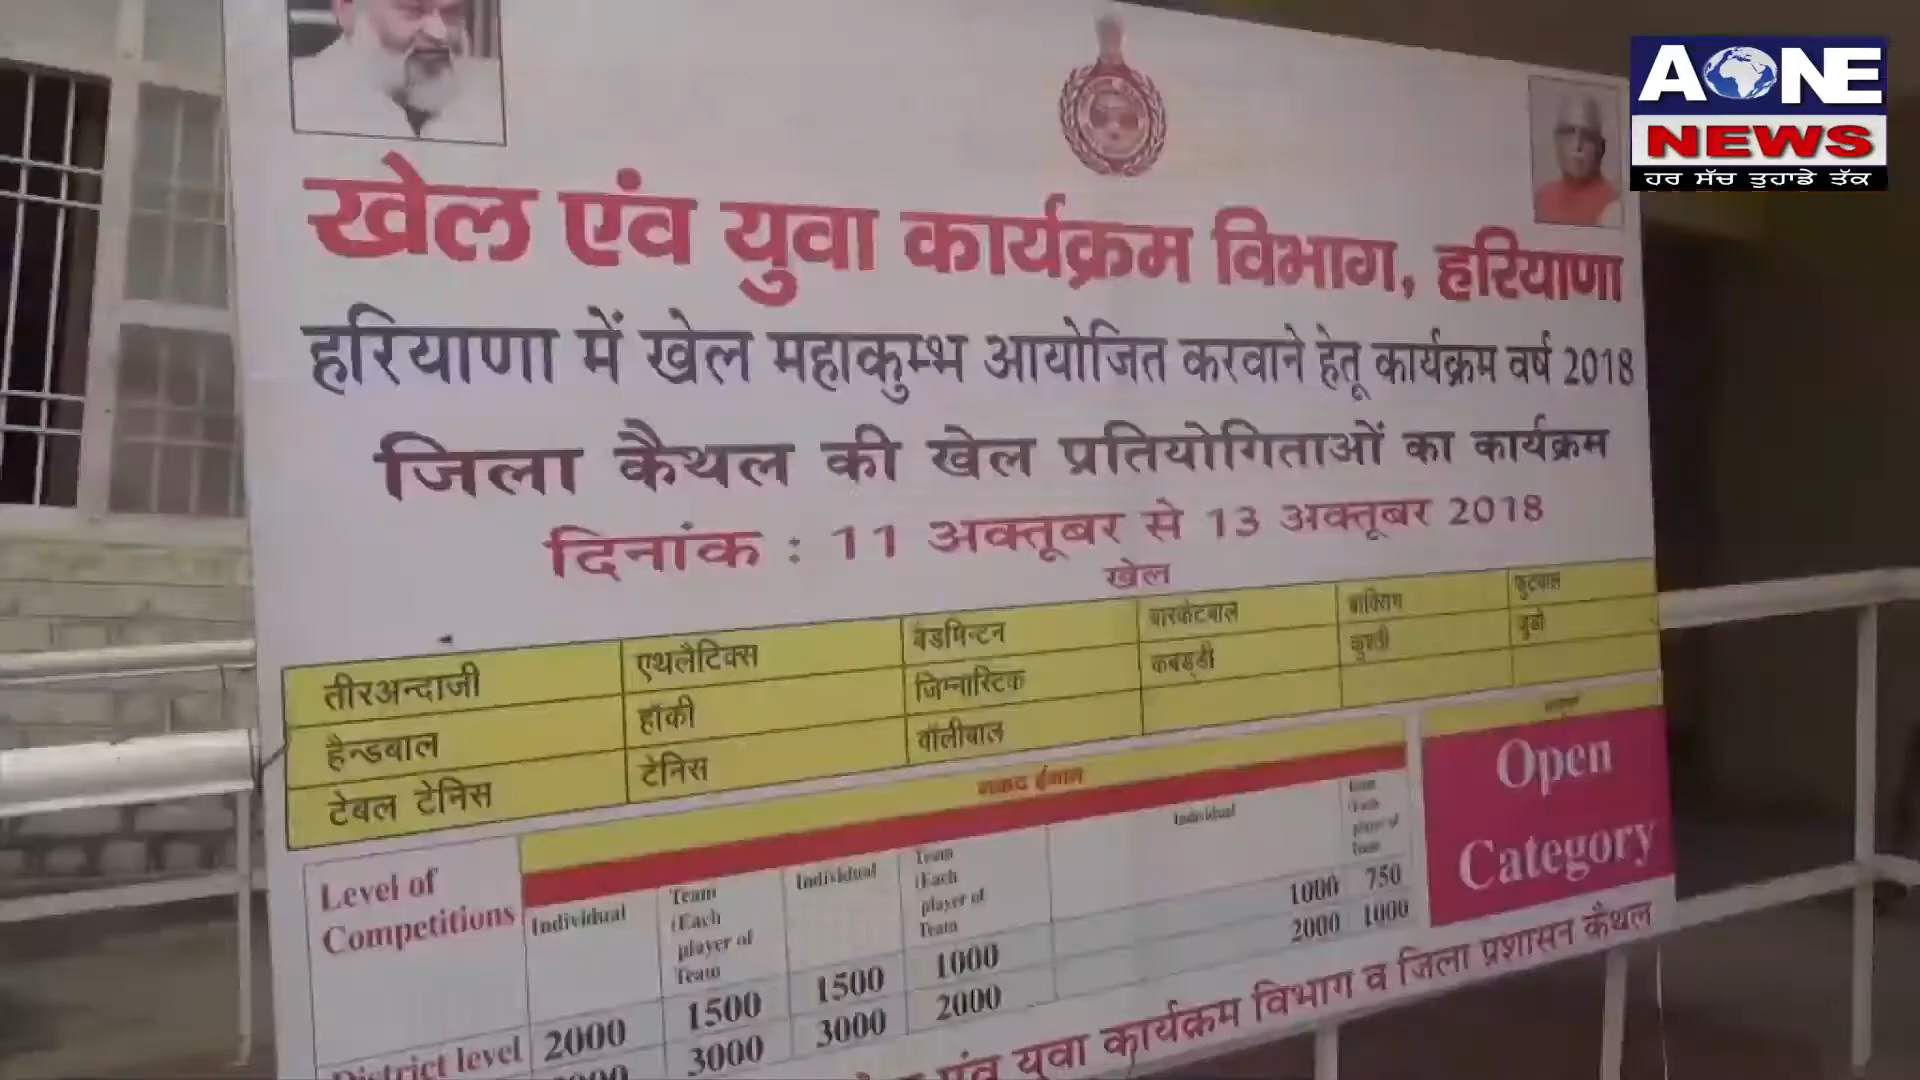 AONE
NEWS
ਹਰ ਸੱਚ ਤੁਹਾਡੇ ਤੱਕ
खेल एंव युवा कार्यक्रम विभाग, हरियाणा
हरियाणा में खेल महाकुम्भ आयोजित करवाने हेतू कार्यक्रम वर्ष 2018
जिला कैथल की खेल प्रतियोगिताओं का कार्यक्रम
दिनांक : 11 अक्तूबर से 13 अक्तूबर 2018
खेल
तीरअन्दाजी एथलैटिक्स बैडमिन्टन बास्केटबाल बाक्सिंग फुटबाल
हैन्डबाल हॉकी जिम्नास्टिक कबड्डी कुश्ती जुडो
टेबल टेनिस टेनिस वॉलीबाल
नकद ईनाम
Open
Category
Level of
Competitions
Individual
Team
(Each
player of
Team
Individual
Team
(Each
player of
Team
Individual
Team
(Each
player of
Team
District level 2000 1500 1500 1000 1000 750
3000 3000 2000 2000 1000
एंव युवा कार्यक्रम विभाग व जिला प्रशासन कैथल